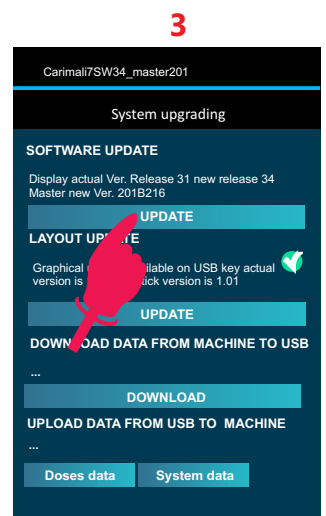 3
Carimali7SW34_master201
System upgrading
SOFTWARE UPDATE
Display actual Ver. Release 31 new release 34
Master new Ver. 201B216
UPDATE
LAYOUT UPDATE
Graphical ilable on USB key actual
version is tick version is 1.01
UPDATE
DOWNLOAD DATA FROM MACHINE TO USB
...
DOWNLOAD
UPLOAD DATA FROM USB TO MACHINE
...
Doses data System data